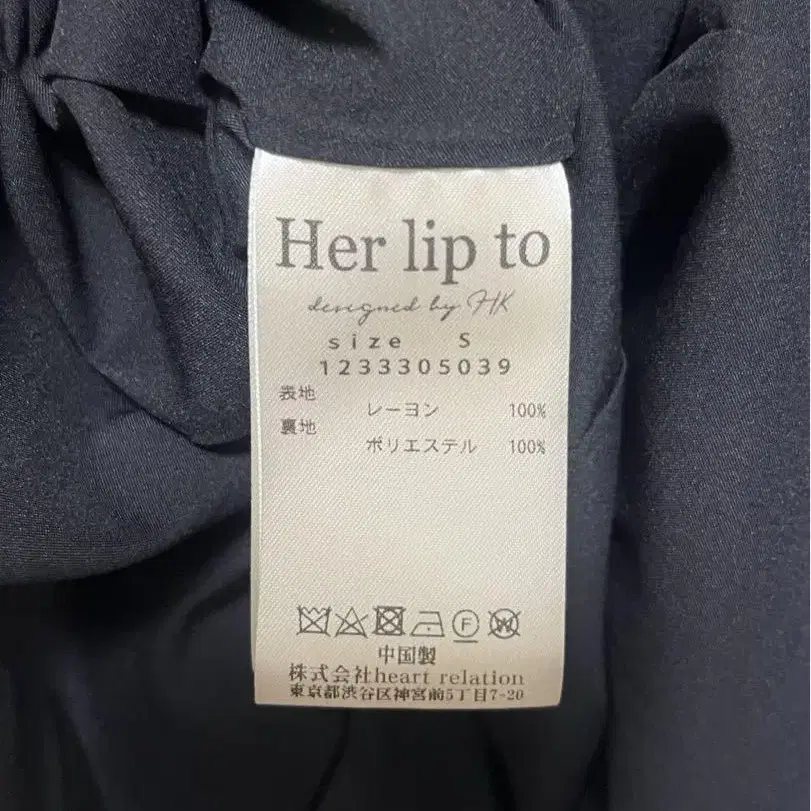 Her lip to
designed by HK
size S
1233305039
表地
レーヨン 100%
裏地
ポリエステル 100%
F W
中国製
株式会社heart relation
東京都渋谷区神宮前5丁目7-20